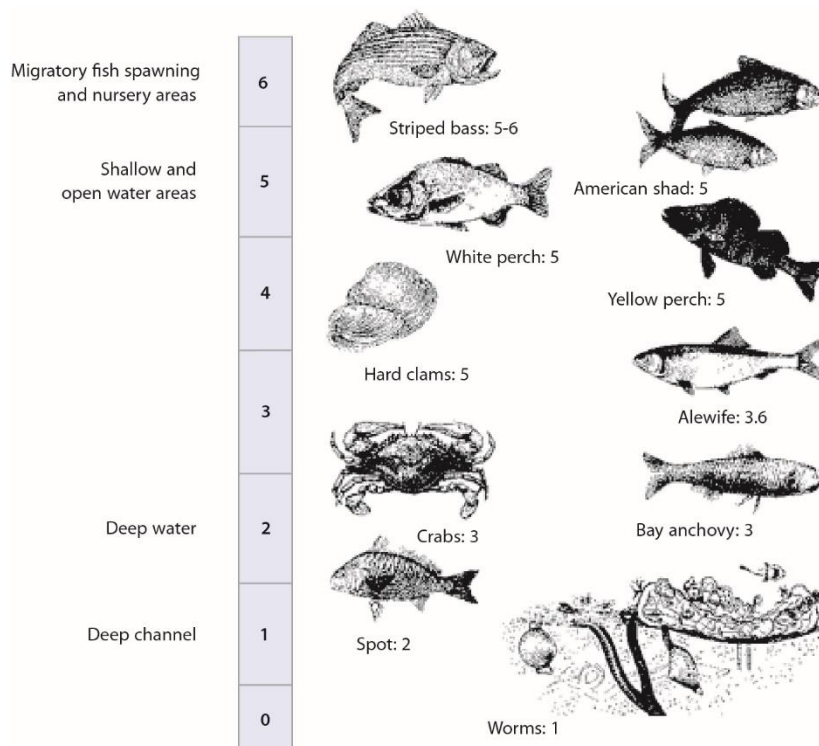 Migratory fish spawning
and nursery areas
6
Striped bass: 5-6
Shallow and
open water areas
5
American shad: 5
White perch: 5
4
Yellow perch: 5
Hard clams: 5
3
Alewife: 3.6
Deep water
2
Crabs: 3
Bay anchovy: 3
Deep channel
1
Spot: 2
0
Worms: 1